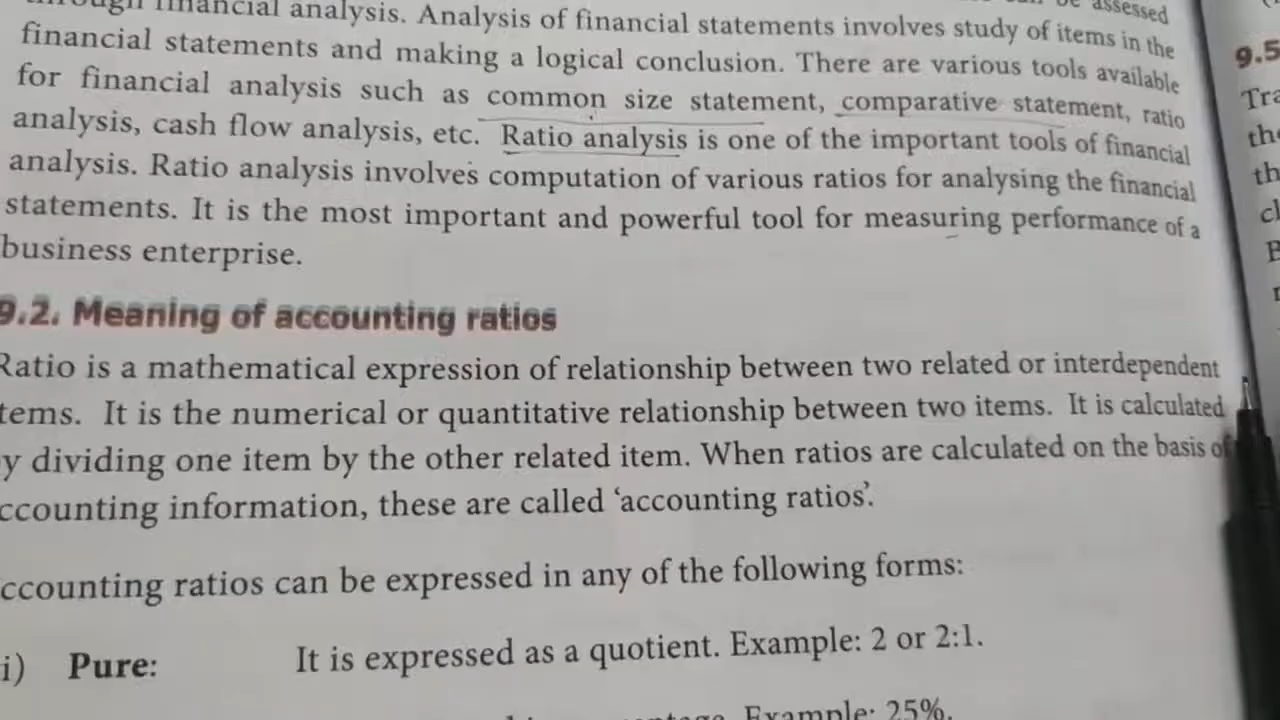 through financial analysis. Analysis of financial statements involves study of items in the
financial statements and making a logical conclusion. There are various tools available
for financial analysis such as common size statement, comparative statement, ratio
analysis, cash flow analysis, etc. Ratio analysis is one of the important tools of financial
analysis. Ratio analysis involves computation of various ratios for analysing the financial
statements. It is the most important and powerful tool for measuring performance of a
business enterprise.
9.2. Meaning of accounting ratios
Ratio is a mathematical expression of relationship between two related or interdependent
tems. It is the numerical or quantitative relationship between two items. It is calculated
y dividing one item by the other related item. When ratios are calculated on the basis of
ccounting information, these are called ‘accounting ratios’.
ccounting ratios can be expressed in any of the following forms:
i) Pure: It is expressed as a quotient. Example: 2 or 2:1.
Example: 25%.
be assessed
9.5
Tra
the
th
cl